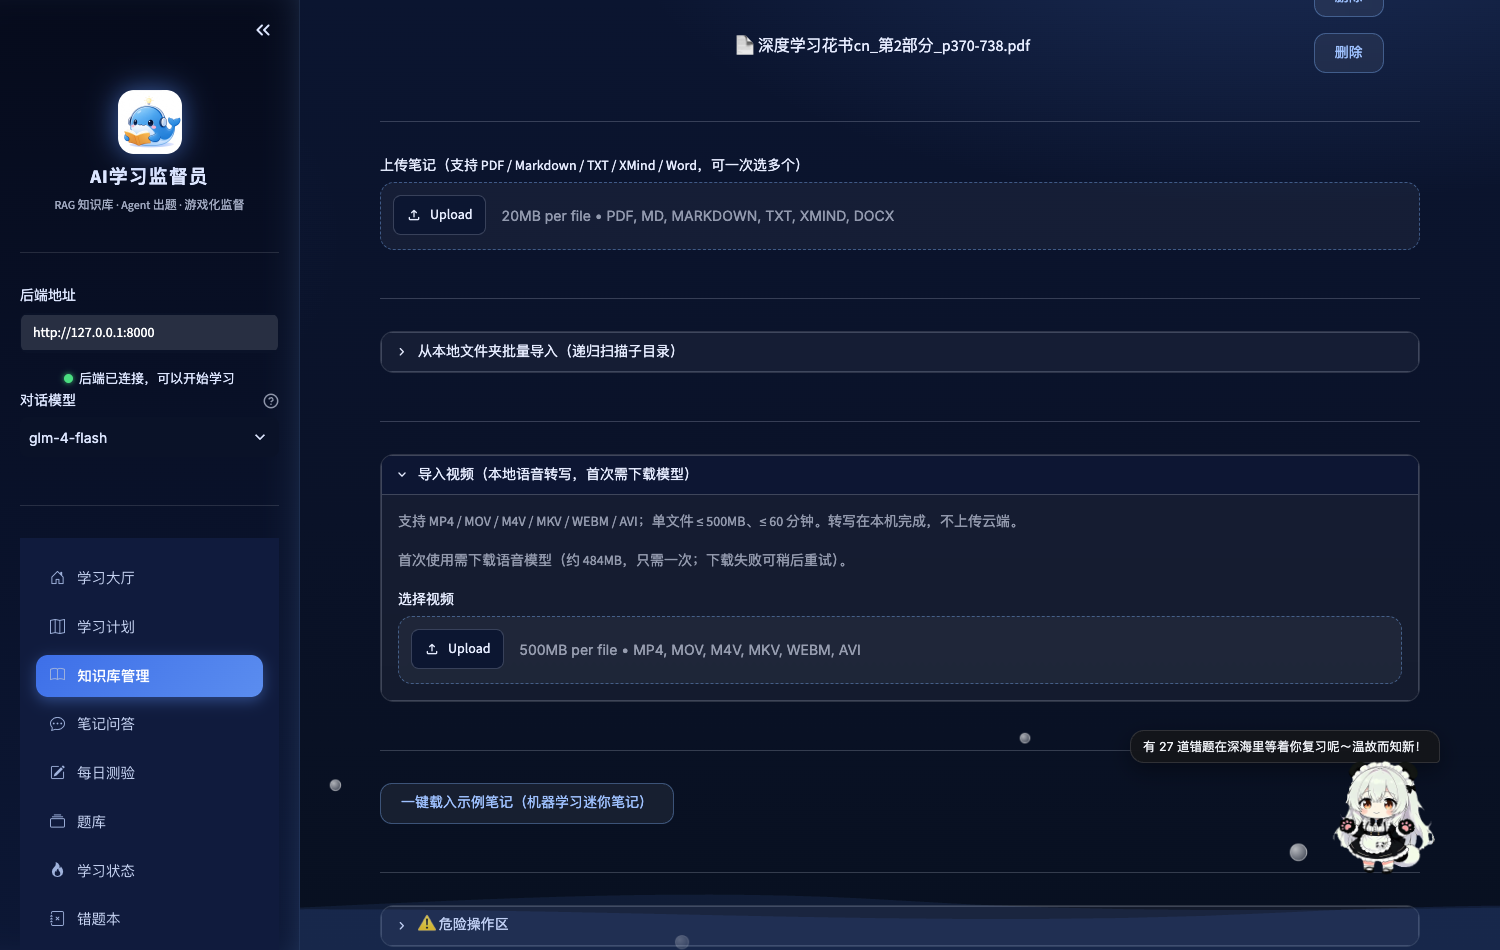 AI学习监督员
RAG 知识库 · Agent 出题 · 游戏化监督
后端地址
http://127.0.0.1:8000
后端已连接，可以开始学习
对话模型
glm-4-flash
学习大厅
学习计划
知识库管理
笔记问答
每日测验
题库
学习状态
错题本
删除
深度学习花书cn_第2部分_p370-738.pdf
删除
上传笔记（支持 PDF / Markdown / TXT / XMind / Word，可一次选多个）
Upload
20MB per file • PDF, MD, MARKDOWN, TXT, XMIND, DOCX
从本地文件夹批量导入（递归扫描子目录）
导入视频（本地语音转写，首次需下载模型）
支持 MP4 / MOV / M4V / MKV / WEBM / AVI；单文件 ≤ 500MB、≤ 60 分钟。转写在本机完成，不上传云端。
首次使用需下载语音模型（约 484MB，只需一次；下载失败可稍后重试）。
选择视频
Upload
500MB per file • MP4, MOV, M4V, MKV, WEBM, AVI
有 27 道错题在深海里等着你复习呢～温故而知新！
一键载入示例笔记（机器学习迷你笔记）
危险操作区